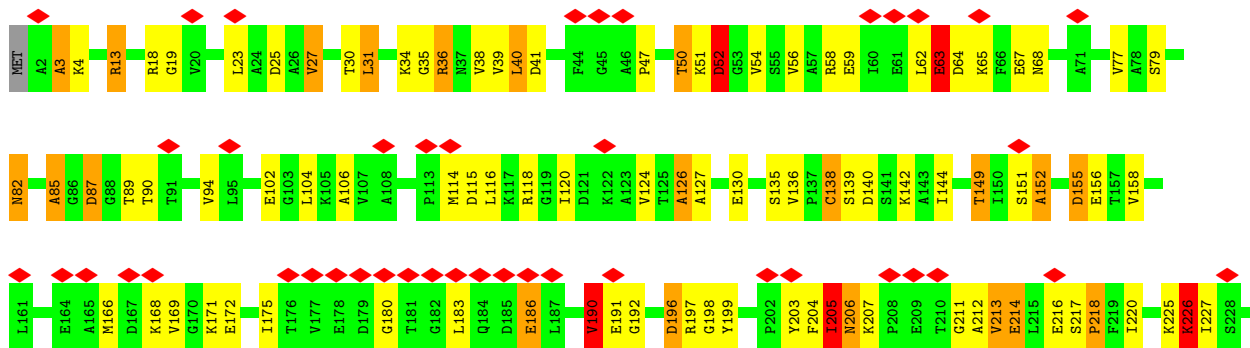 MET A2 A3 K4 R13 R18 G19 V20 L23 A24 D25 A26 V27 T30 L31 K34 G35 R36 N37 V38 V39 L40 D41 F44 G45 A46 P47 T50 K51 D52 G53 V54 S55 V56 A57 R58 E59 I60 E61 L62 E63 D64 K65 F66 E67 N68 A71 V77 A78 S79
N82 A85 G86 D87 G88 T89 T90 T91 V94 L95 E102 G103 L104 K105 A106 V107 A108 P113 M114 D115 L116 K117 R118 G119 I120 D121 K122 A123 V124 T125 A126 A127 E130 S135 V136 P137 C138 S139 D140 S141 K142 A143 I144 T149 I150 S151 A152 D155 E156 T157 V158
L161 E164 A165 M166 D167 K168 V169 G170 K171 E172 I175 T176 V177 E178 D179 G180 T181 G182 L183 Q184 D185 E186 L187 V190 E191 G192 D196 R197 G198 Y199 P202 Y203 F204 I205 N206 K207 P208 E209 T210 G211 A212 V213 E214 L215 E216 S217 P218 F219 I220 K225 K226 I227 S228